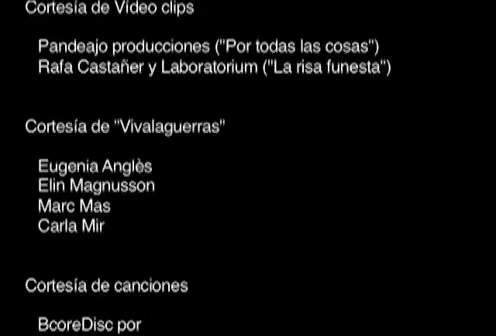 Cortesía de Vídeo clips
Pandeajo producciones ("Por todas las cosas")
Rafa Castañer y Laboratorium ("La risa funesta")
Cortesía de "Vivalaguerras"
Eugenia Anglès
Elin Magnusson
Marc Mas
Carla Mir
Cortesía de canciones
BcoreDisc por